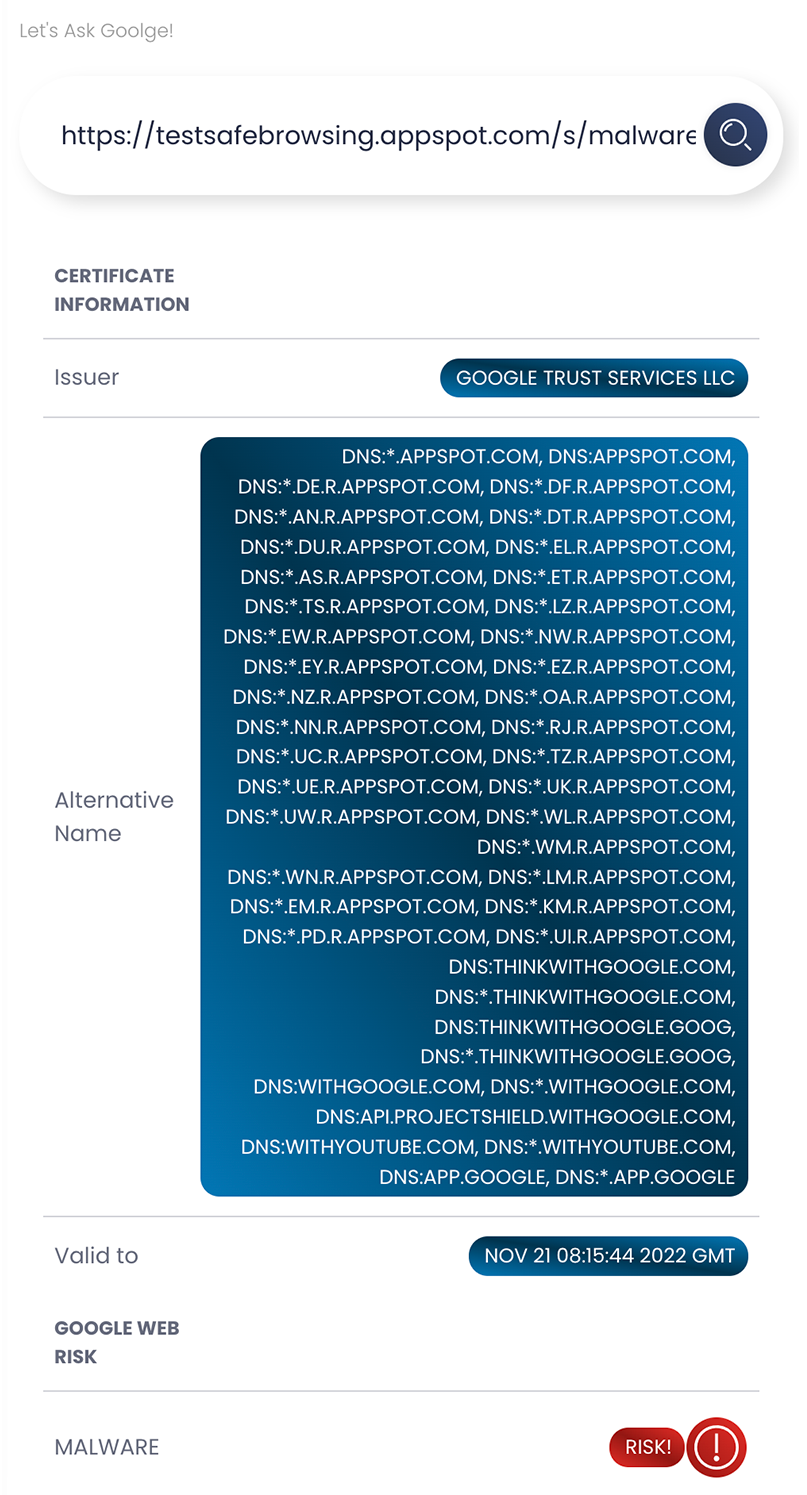 Let's Ask Goolge!
https://testsafebrowsing.appspot.com/s/malware
CERTIFICATE
INFORMATION
Issuer
GOOGLE TRUST SERVICES LLC
Alternative
Name
DNS:*.APPSPOT.COM, DNS:APPSPOT.COM,
DNS:*.DE.R.APPSPOT.COM, DNS:*.DF.R.APPSPOT.COM,
DNS:*.AN.R.APPSPOT.COM, DNS:*.DT.R.APPSPOT.COM,
DNS:*.DU.R.APPSPOT.COM, DNS:*.EL.R.APPSPOT.COM,
DNS:*.AS.R.APPSPOT.COM, DNS:*.ET.R.APPSPOT.COM,
DNS:*.TS.R.APPSPOT.COM, DNS:*.LZ.R.APPSPOT.COM,
DNS:*.EW.R.APPSPOT.COM, DNS:*.NW.R.APPSPOT.COM,
DNS:*.EY.R.APPSPOT.COM, DNS:*.EZ.R.APPSPOT.COM,
DNS:*.NZ.R.APPSPOT.COM, DNS:*.OA.R.APPSPOT.COM,
DNS:*.NN.R.APPSPOT.COM, DNS:*.RJ.R.APPSPOT.COM,
DNS:*.UC.R.APPSPOT.COM, DNS:*.TZ.R.APPSPOT.COM,
DNS:*.UE.R.APPSPOT.COM, DNS:*.UK.R.APPSPOT.COM,
DNS:*.UW.R.APPSPOT.COM, DNS:*.WL.R.APPSPOT.COM,
DNS:*.WM.R.APPSPOT.COM,
DNS:*.WN.R.APPSPOT.COM, DNS:*.LM.R.APPSPOT.COM,
DNS:*.EM.R.APPSPOT.COM, DNS:*.KM.R.APPSPOT.COM,
DNS:*.PD.R.APPSPOT.COM, DNS:*.UI.R.APPSPOT.COM,
DNS:THINKWITHGOOGLE.COM,
DNS:*.THINKWITHGOOGLE.COM,
DNS:THINKWITHGOOGLE.GOOG,
DNS:*.THINKWITHGOOGLE.GOOG,
DNS:WITHGOOGLE.COM, DNS:*.WITHGOOGLE.COM,
DNS:API.PROJECTSHIELD.WITHGOOGLE.COM,
DNS:WITHYOUTUBE.COM, DNS:*.WITHYOUTUBE.COM,
DNS:APP.GOOGLE, DNS:*.APP.GOOGLE
Valid to
NOV 21 08:15:44 2022 GMT
GOOGLE WEB
RISK
MALWARE
RISK!